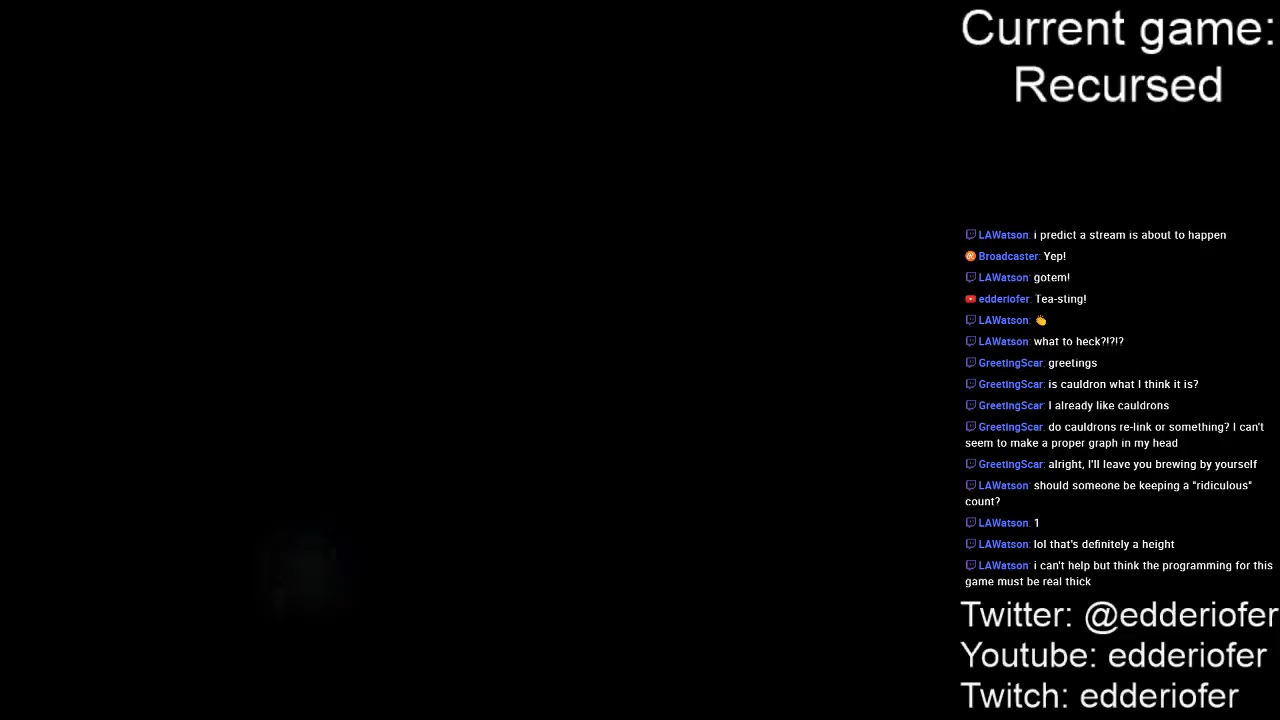 Current game:
Recursed
LAWatson: i predict a stream is about to happen
Broadcaster: Yep!
LAWatson: gotem!
edderiofer: Tea-sting!
LAWatson: 👏
LAWatson: what to heck?!?!?
GreetingScar: greetings
GreetingScar: is cauldron what I think it is?
GreetingScar: I already like cauldrons
GreetingScar: do cauldrons re-link or something? I can't
seem to make a proper graph in my head
GreetingScar: alright, I'll leave you brewing by yourself
LAWatson: should someone be keeping a "ridiculous"
count?
LAWatson: 1
LAWatson: lol that's definitely a height
LAWatson: i can't help but think the programming for this
game must be real thick
Twitter: @edderiofer
Youtube: edderiofer
Twitch: edderiofer